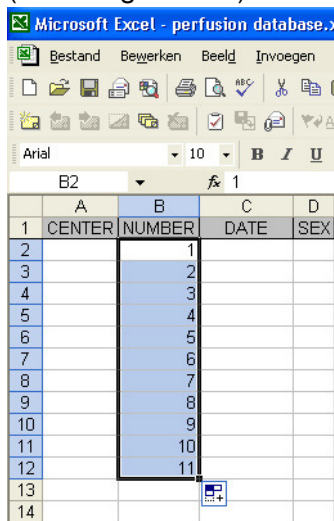 Microsoft Excel - perfusion database.x
Bestand Bewerken Beeld Invoegen
Arial 10 B I U
B2 fx 1
A B C D
1 CENTER NUMBER DATE SEX
2 1
3 2
4 3
5 4
6 5
7 6
8 7
9 8
10 9
11 10
12 11
13
14